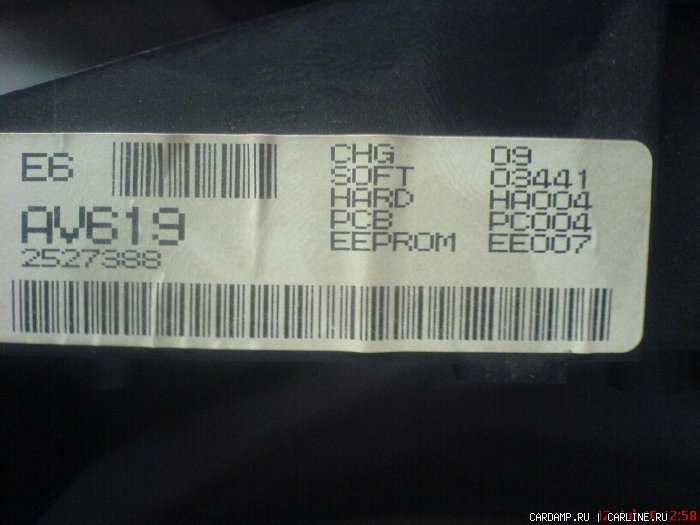 E6
AV619
2527388
CHG 09
SOFT 03441
HARD HA004
PCB PC004
EEPROM EE007
2:58
CARDAMP.RU | CARLINE.RU